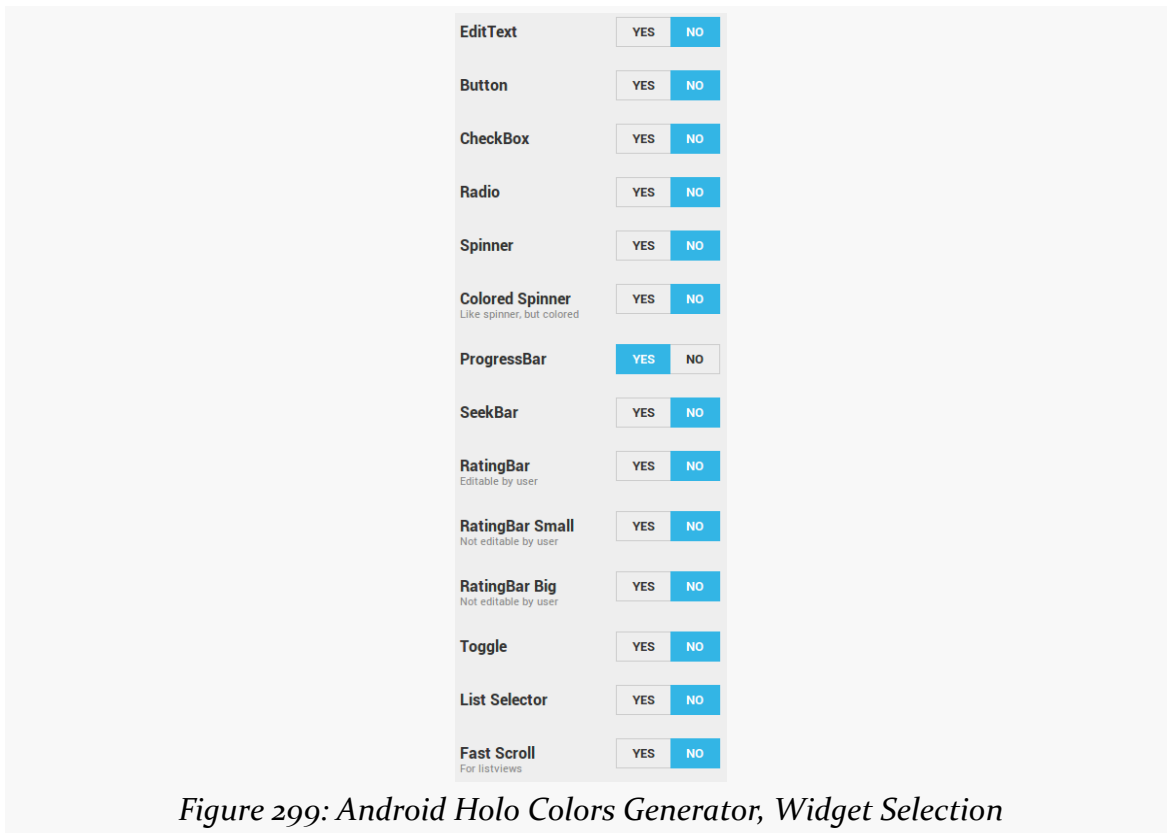 EditText YES NO
Button YES NO
CheckBox YES NO
Radio YES NO
Spinner YES NO
Colored Spinner YES NO
Like spinner, but colored
ProgressBar YES NO
SeekBar YES NO
RatingBar YES NO
Editable by user
RatingBar Small YES NO
Not editable by user
RatingBar Big YES NO
Not editable by user
Toggle YES NO
List Selector YES NO
Fast Scroll YES NO
For listviews
Figure 299: Android Holo Colors Generator, Widget Selection